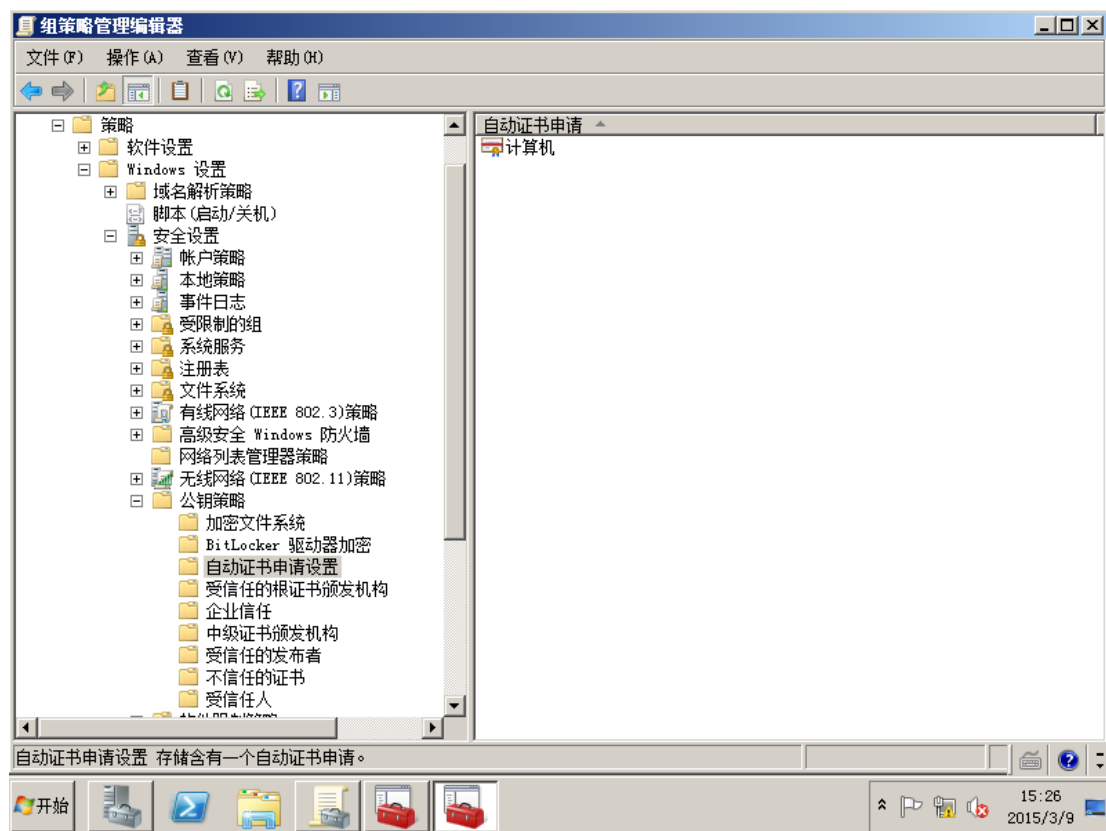 组策略管理编辑器
文件(F) 操作(A) 查看(V) 帮助(H)
策略
软件设置
Windows 设置
域名解析策略
脚本(启动/关机)
安全设置
帐户策略
本地策略
事件日志
受限制的组
系统服务
注册表
文件系统
有线网络(IEEE 802.3)策略
高级安全 Windows 防火墙
网络列表管理器策略
无线网络(IEEE 802.11)策略
公钥策略
加密文件系统
BitLocker 驱动器加密
自动证书申请设置
受信任的根证书颁发机构
企业信任
中级证书颁发机构
受信任的发布者
不信任的证书
受信任人
自动证书申请
计算机
自动证书申请设置 存储含有一个自动证书申请。
开始
15:26
2015/3/9